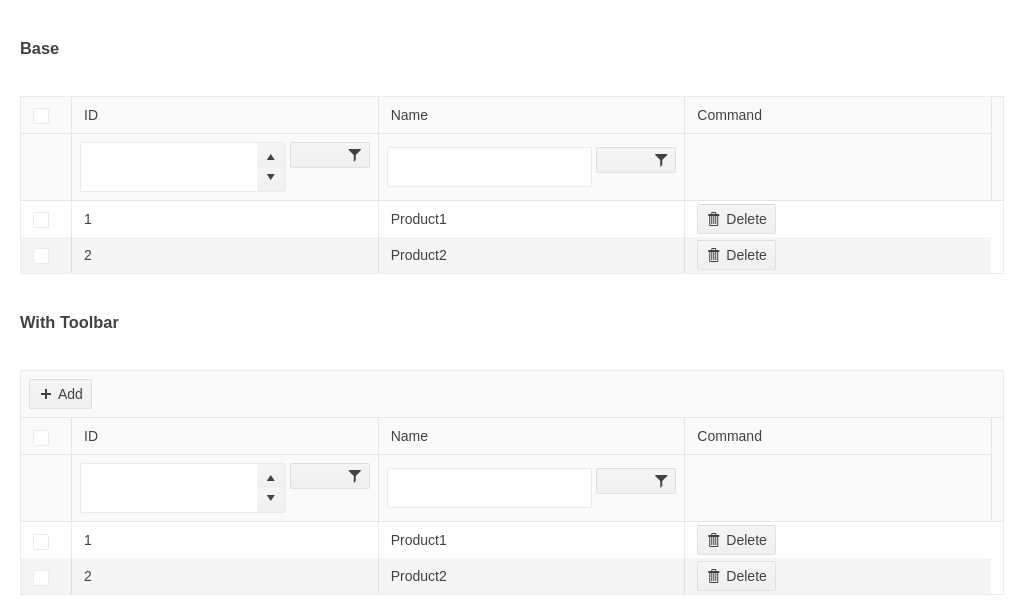 Base
ID Name Command
1 Product1 Delete
2 Product2 Delete
With Toolbar
Add
ID Name Command
1 Product1 Delete
2 Product2 Delete